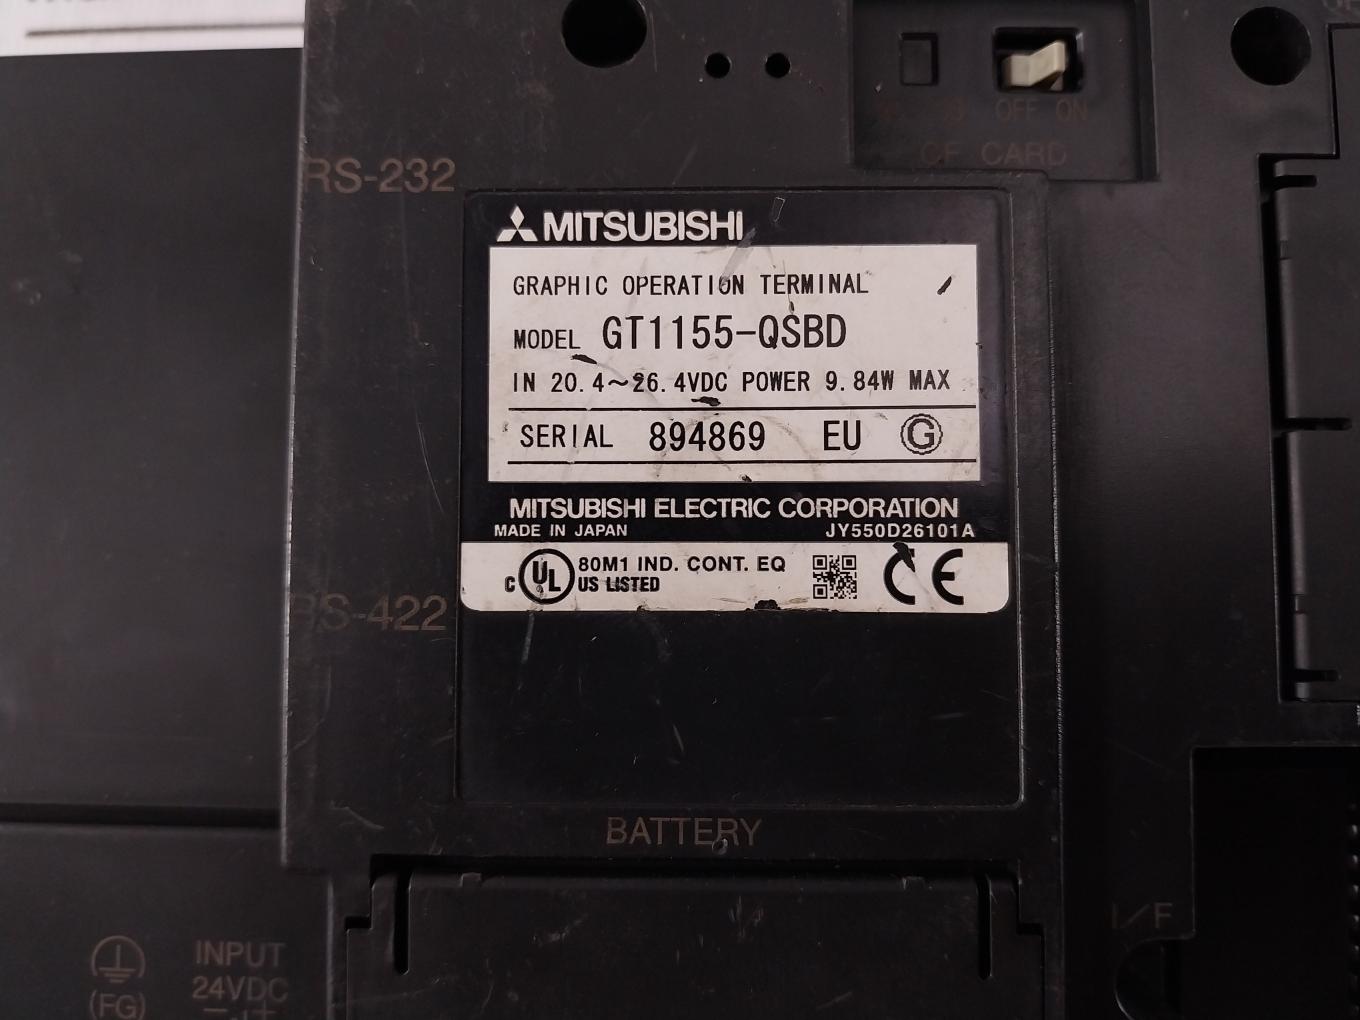 OFF ON
CF CARD
RS-232
MITSUBISHI
GRAPHIC OPERATION TERMINAL
MODEL GT1155-QSBD
IN 20.4~26.4VDC POWER 9.84W MAX
SERIAL 894869 EU G
MITSUBISHI ELECTRIC CORPORATION
MADE IN JAPAN JY550D26101A
C UL US LISTED 80M1 IND. CONT. EQ CE
RS-422
BATTERY
I/F
INPUT
24VDC
(FG) - +